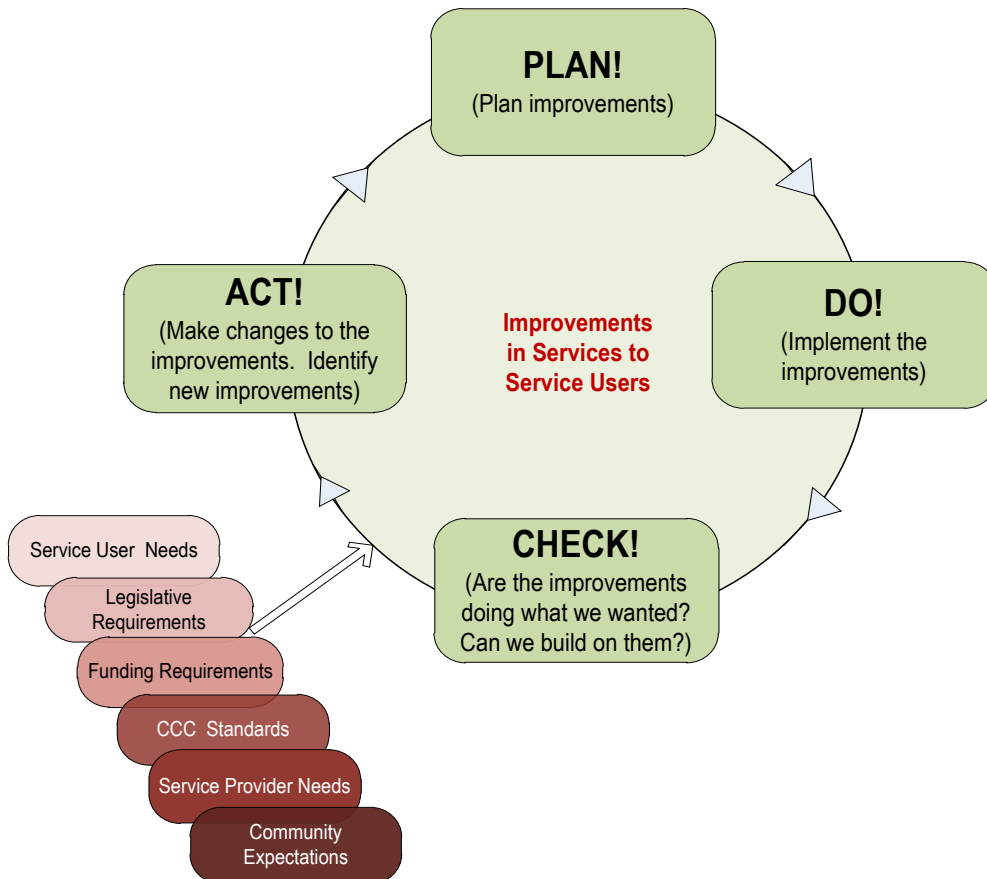 PLAN!
(Plan improvements)
ACT!
(Make changes to the
improvements.  Identify
new improvements)
Improvements
in Services to
Service Users
DO!
(Implement the
improvements)
CHECK!
(Are the improvements
doing what we wanted?
Can we build on them?)
Service User  Needs
Legislative
Requirements
Funding Requirements
CCC  Standards
Service Provider Needs
Community
Expectations